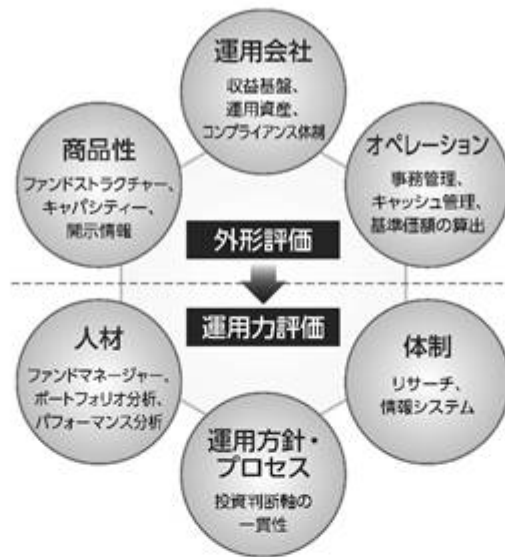 運用会社
収益基盤、
運用資産、
コンプライアンス体制
商品性
ファンドストラクチャー、
キャパシティー、
開示情報
オペレーション
事務管理、
キャッシュ管理、
基準価額の算出
外形評価
運用力評価
人材
ファンドマネージャー、
ポートフォリオ分析、
パフォーマンス分析
体制
リサーチ、
情報システム
運用方針・
プロセス
投資判断軸の
一貫性